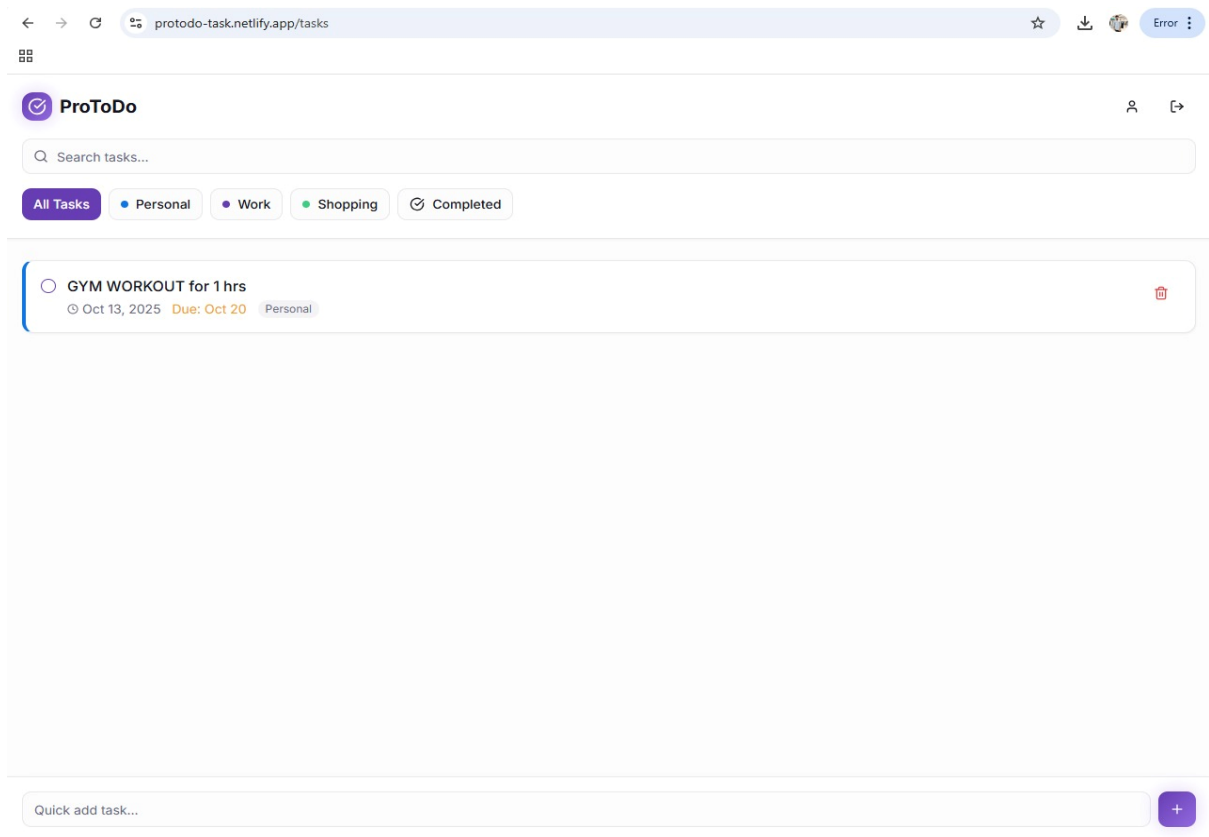 protodo-task.netlify.app/tasks
Error
ProToDo
Search tasks...
All Tasks Personal Work Shopping Completed
GYM WORKOUT for 1 hrs
Oct 13, 2025 Due: Oct 20 Personal
Quick add task...